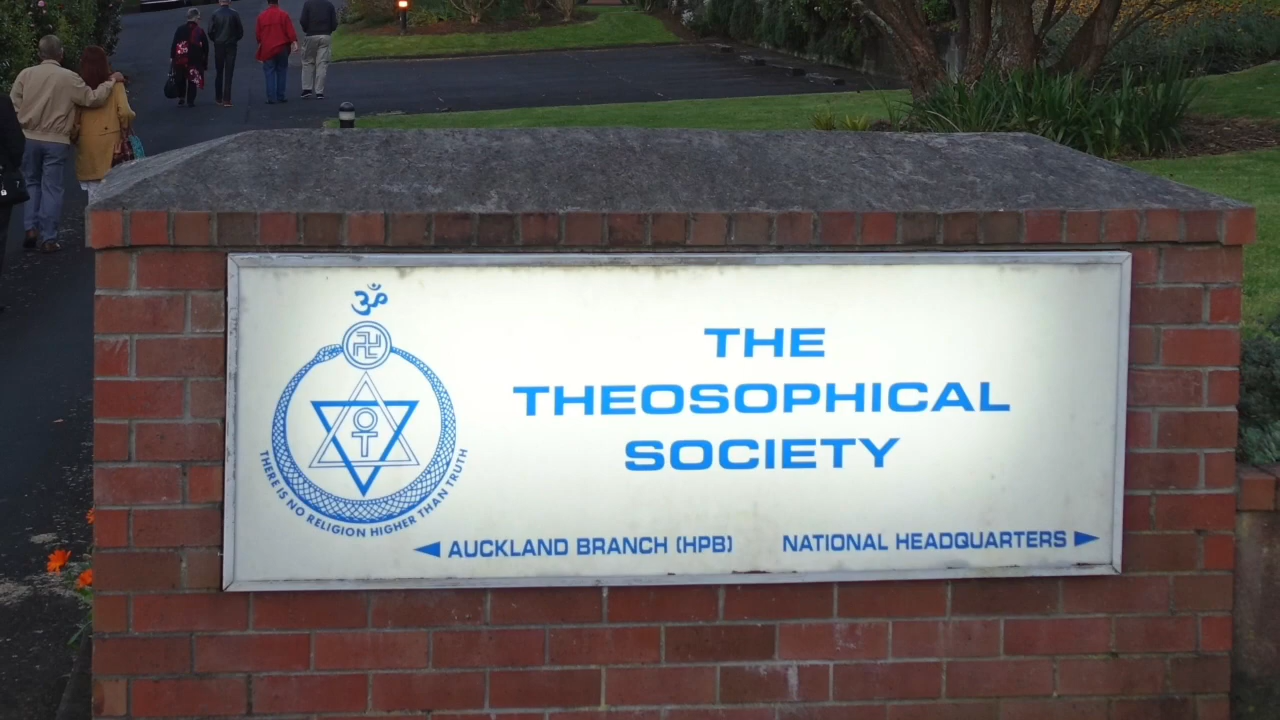 ॐ
THERE IS NO RELIGION HIGHER THAN TRUTH
THE
THEOSOPHICAL
SOCIETY
AUCKLAND BRANCH (HPB)
NATIONAL HEADQUARTERS